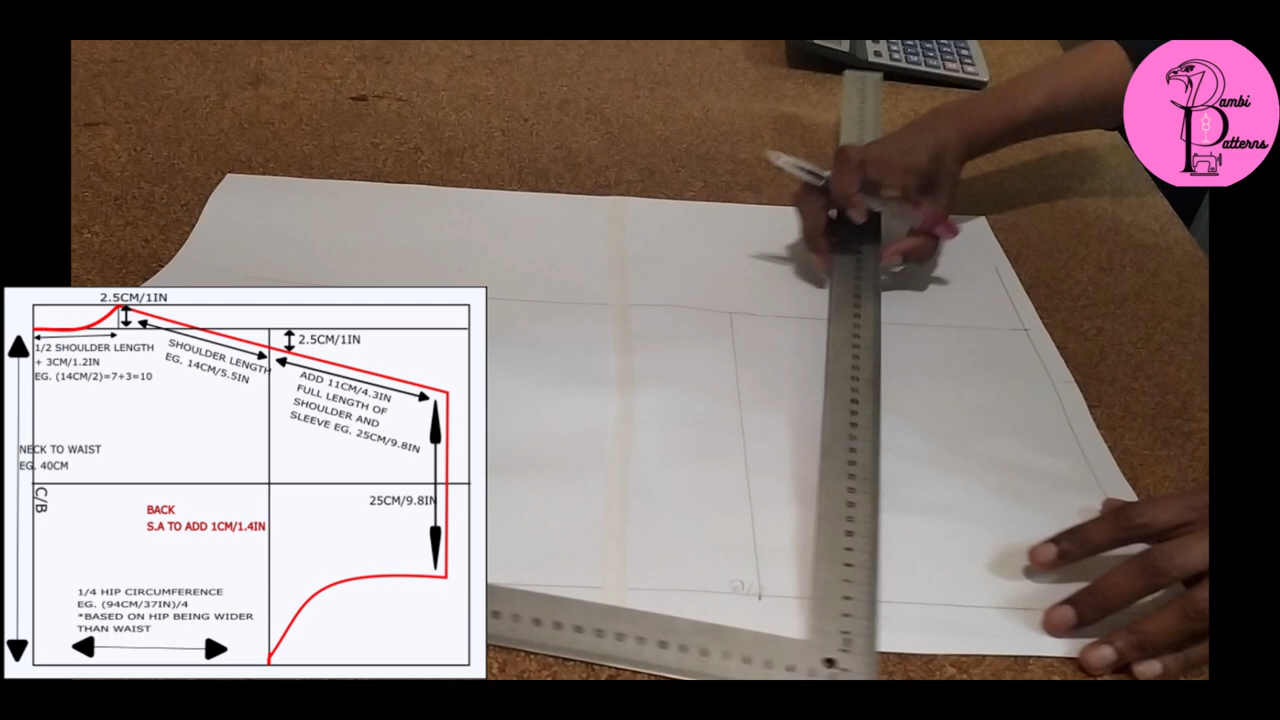 2.5CM/1IN
1/2 SHOULDER LENGTH
+ 3CM/1.2IN
EG. (14CM/2)=7+3=10
SHOULDER LENGTH
EG. 14CM/5.5IN
2.5CM/1IN
ADD 11CM/4.3IN
FULL LENGTH OF
SHOULDER AND
SLEEVE EG. 25CM/9.8IN
NECK TO WAIST
EG. 40CM
C/B
BACK
S.A TO ADD 1CM/1.4IN
25CM/9.8IN
1/4 HIP CIRCUMFERENCE
EG. (94CM/37IN)/4
*BASED ON HIP BEING WIDER
THAN WAIST
Bambi
Patterns